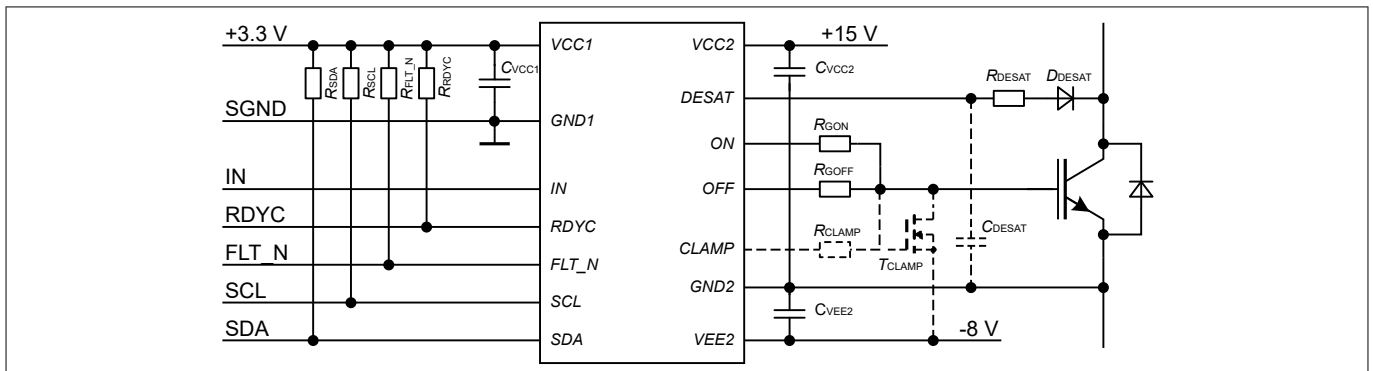 +3.3 V
RSDA
RSCL
RFLT_N
RRDYC
CVCC1
SGND
IN
RDYC
FLT_N
SCL
SDA
VCC1
GND1
IN
RDYC
FLT_N
SCL
SDA
VCC2
DESAT
ON
OFF
CLAMP
GND2
VEE2
+15 V
CVCC2
RDESAT
DDESAT
RGON
RGOFF
RCLAMP
TCLAMP
CDESAT
CVEE2
-8 V